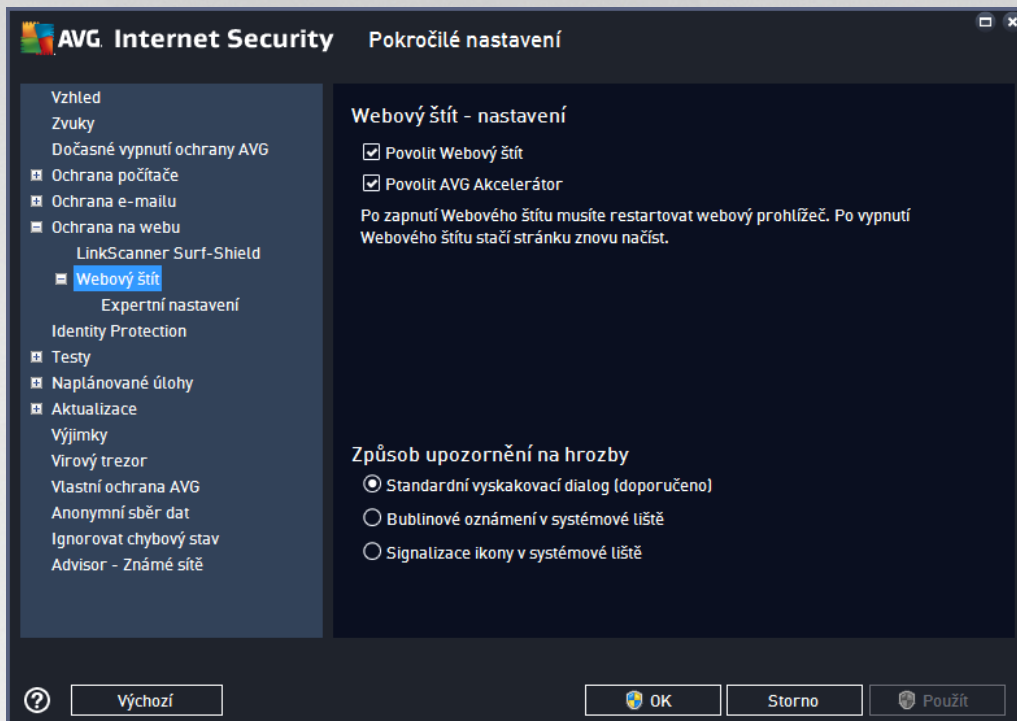 AVG Internet Security Pokročilé nastavení
Vzhled
Zvuky
Dočasné vypnutí ochrany AVG
Ochrana počítače
Ochrana e-mailu
Ochrana na webu
LinkScanner Surf-Shield
Webový štít
Expertní nastavení
Identity Protection
Testy
Naplánované úlohy
Aktualizace
Výjimky
Virový trezor
Vlastní ochrana AVG
Anonymní sběr dat
Ignorovat chybový stav
Advisor - Známé sítě
Webový štít - nastavení
Povolit Webový štít
Povolit AVG Akcelerátor
Po zapnutí Webového štítu musíte restartovat webový prohlížeč. Po vypnutí
Webového štítu stačí stránku znovu načíst.
Způsob upozornění na hrozby
Standardní vyskakovací dialog (doporučeno)
Bublinové oznámení v systémové liště
Signalizace ikony v systémové liště
Výchozí
OK
Storno
Použít